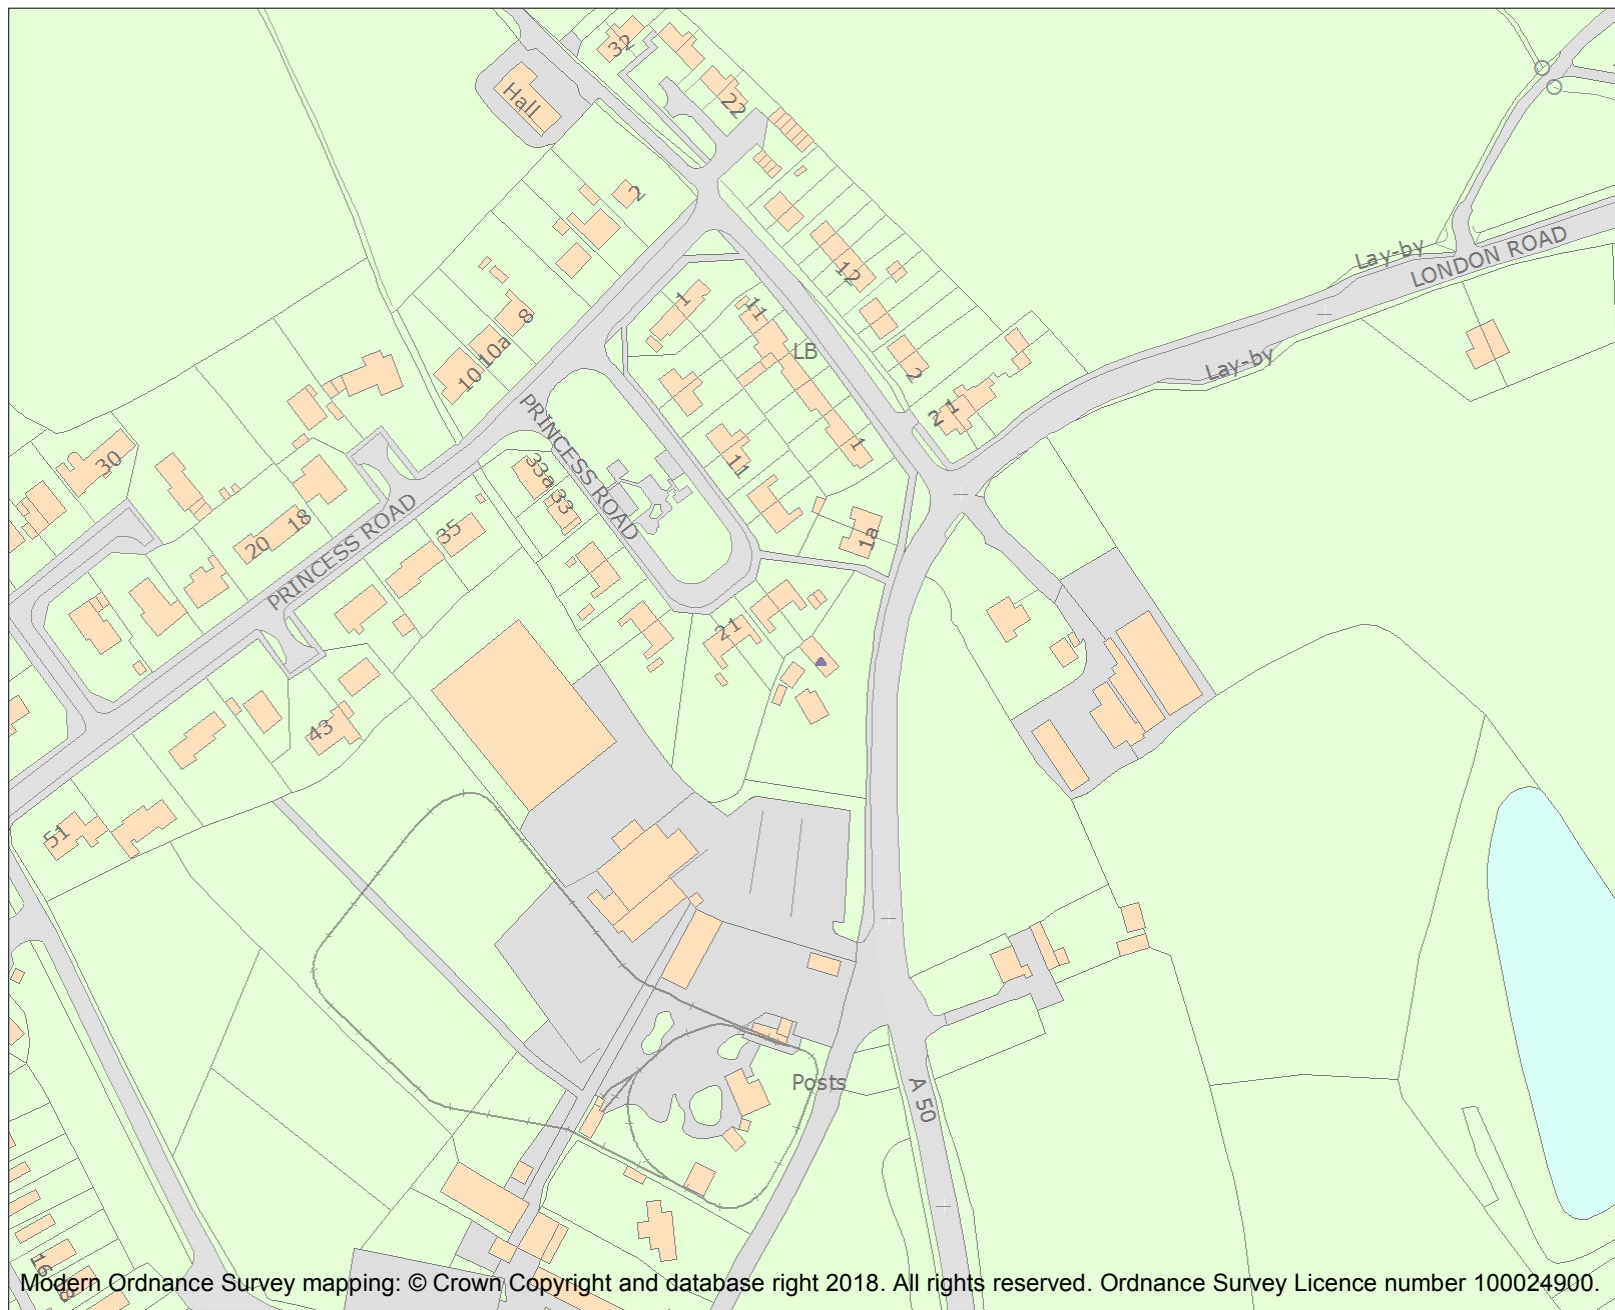 32
Hall
22
2
12
LONDON ROAD
Lay-by
Lay-by
1
11
LB
8
10a
10
2
2 1
PRINCESS ROAD
1
30
11
33a
33
18
20
35
PRINCESS ROAD
1a
21
43
51
Posts
A 50
16
Modern Ordnance Survey mapping: © Crown Copyright and database right 2018. All rights reserved. Ordnance Survey Licence number 100024900.